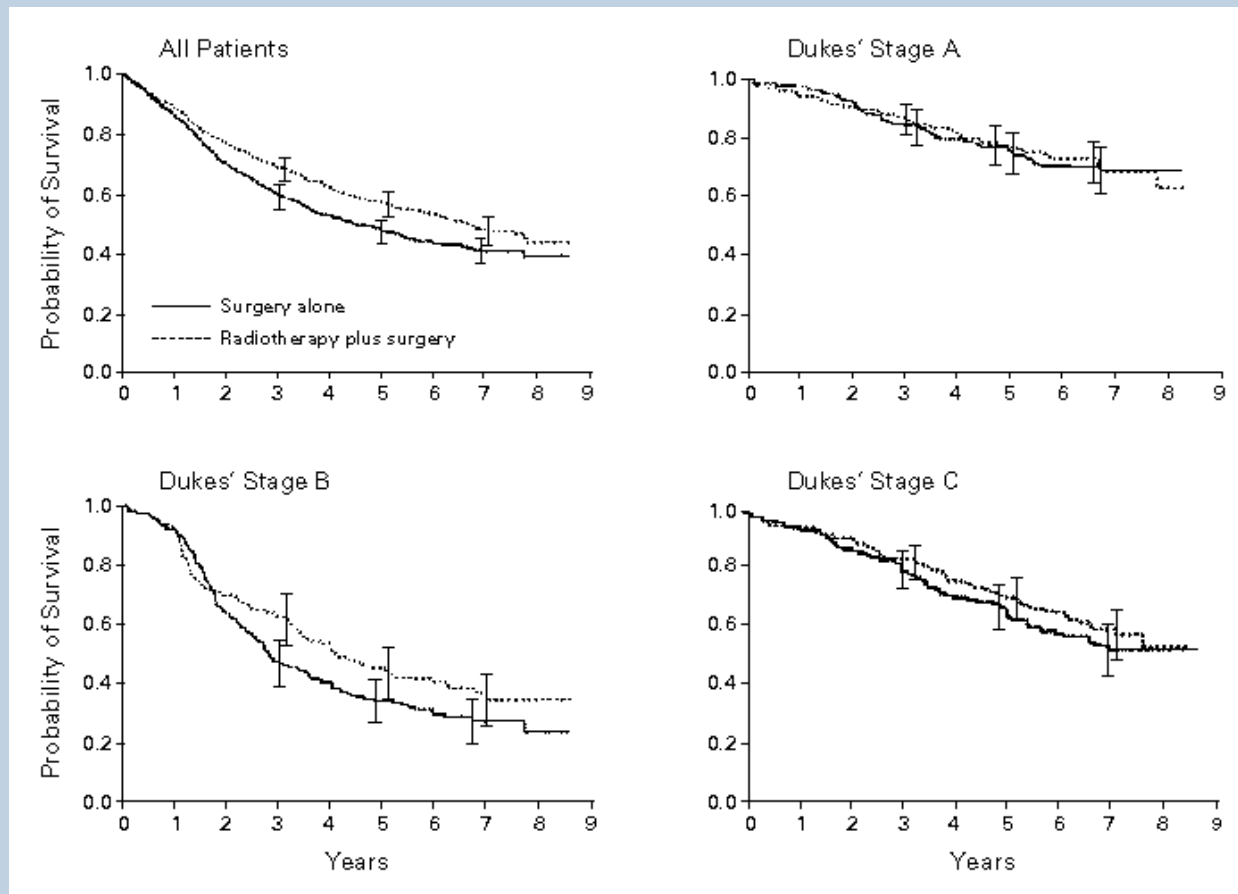 All Patients
Probability of Survival
1.0
0.8
0.6
0.4
0.2
0.0
Surgery alone
Radiotherapy plus surgery
0 1 2 3 4 5 6 7 8 9
Dukes' Stage A
1.0
0.8
0.6
0.4
0.2
0.0
0 1 2 3 4 5 6 7 8 9
Probability of Survival
Dukes' Stage B
Probability of Survival
1.0
0.8
0.6
0.4
0.2
0.0
0 1 2 3 4 5 6 7 8 9
Years
Dukes' Stage C
1.0
0.8
0.6
0.4
0.2
0.0
0 1 2 3 4 5 6 7 8 9
Years